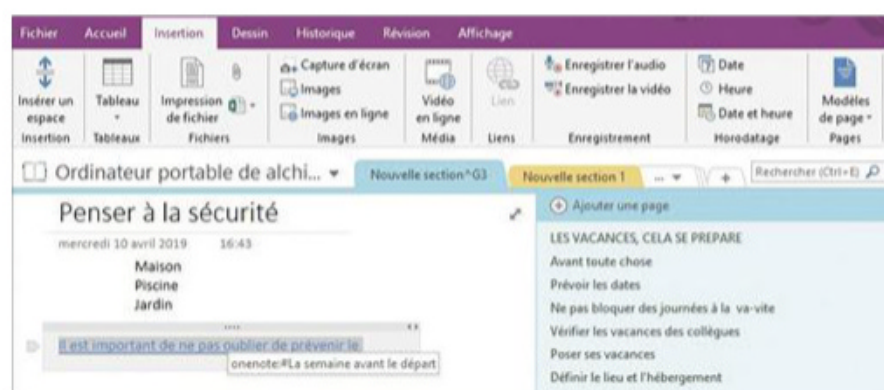 Fichier Accueil Insertion Dessin Historique Révision Affichage
Insérer un espace
Tableau
Impression de fichier
Capture d'écran
Images
Images en ligne
Vidéo en ligne
Lien
Enregistrer l'audio
Enregistrer la vidéo
Date
Heure
Date et heure
Modèles de page
Insertion Tableaux Fichiers Images Média Liens Enregistrement Horodatage Pages
Ordinateur portable de alchi... Nouvelle section^G3 Nouvelle section 1 ... + Rechercher (Ctrl+E)
Penser à la sécurité
mercredi 10 avril 2019 16:43
Maison
Piscine
Jardin
Il est important de ne pas oublier de prévenir le
onenote:#La semaine avant le départ
Ajouter une page
LES VACANCES, CELA SE PREPARE
Avant toute chose
Prévoir les dates
Ne pas bloquer des journées à la va-vite
Vérifier les vacances des collègues
Poser ses vacances
Définir le lieu et l'hébergement